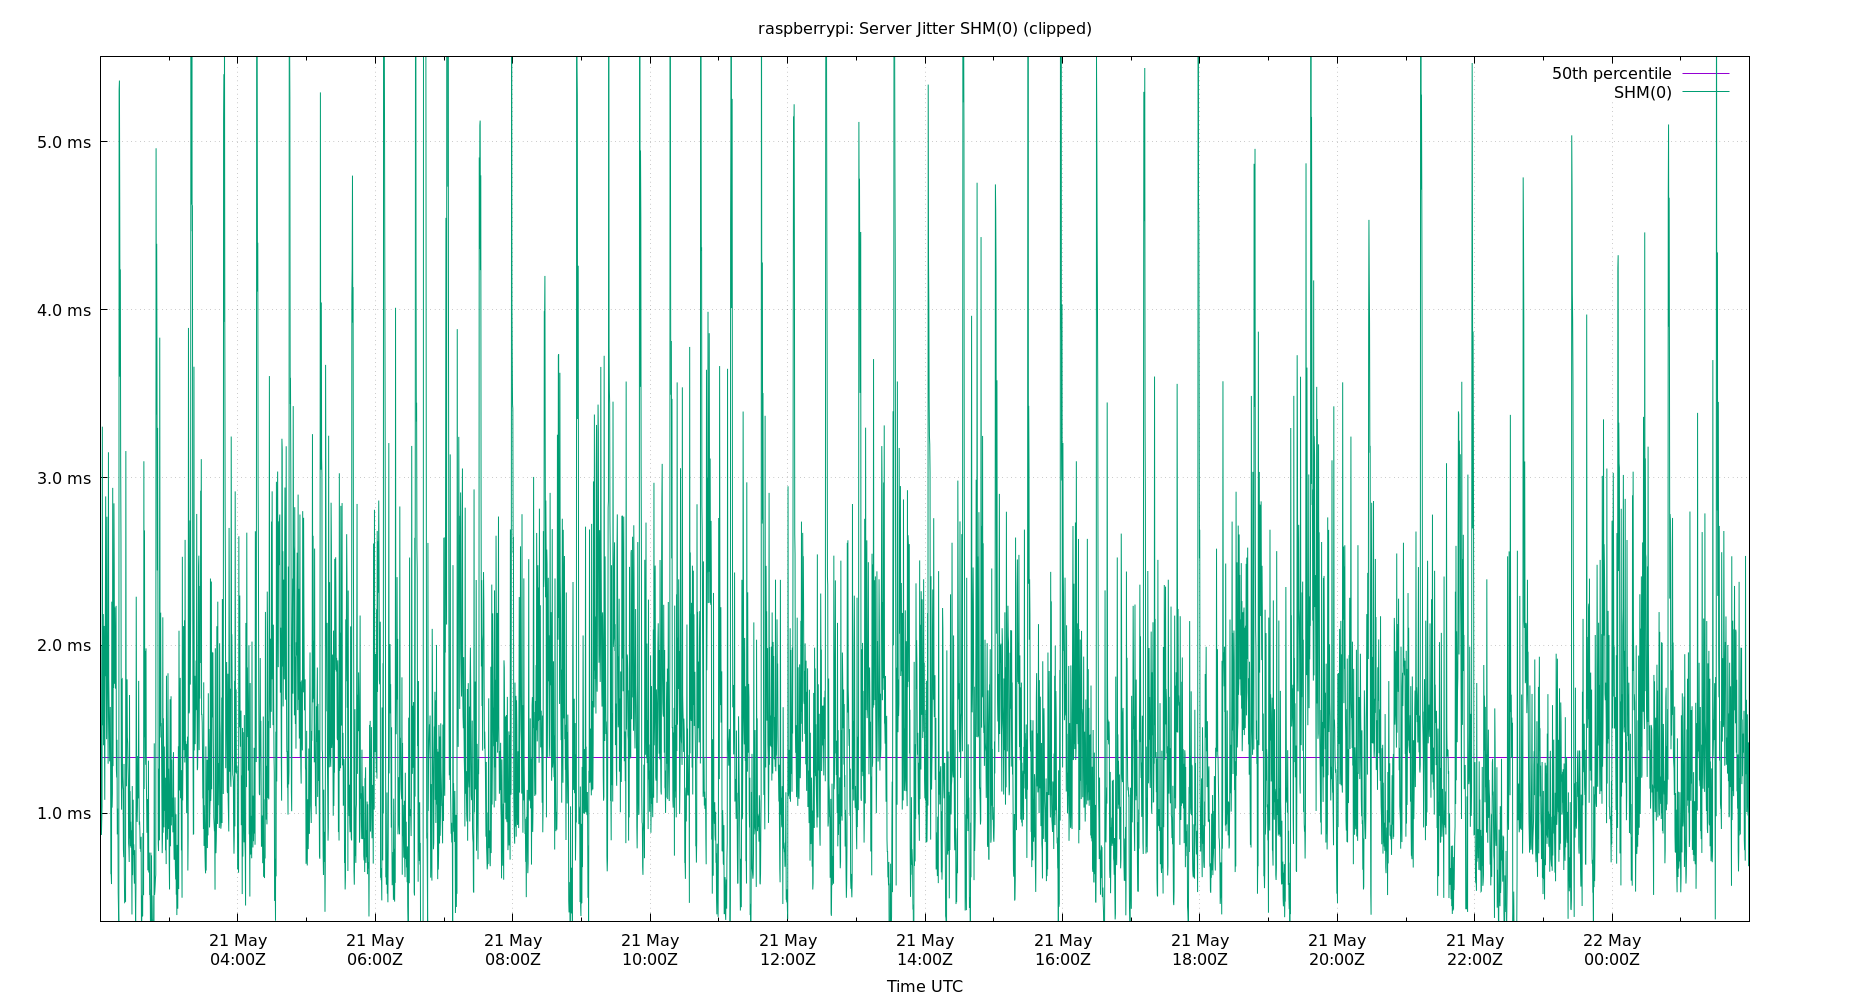 raspberrypi: Server Jitter SHM(0) (clipped)
50th percentile
SHM(0)
5.0 ms
4.0 ms
3.0 ms
2.0 ms
1.0 ms
21 May 21 May 21 May 21 May 21 May 21 May 21 May 21 May 21 May 21 May 22 May
04:00Z 06:00Z 08:00Z 10:00Z 12:00Z 14:00Z 16:00Z 18:00Z 20:00Z 22:00Z 00:00Z
Time UTC